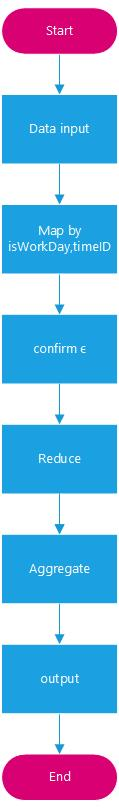 Start
Data input
Map by
isWorkDay,timeID
confirm ϵ
Reduce
Aggregate
output
End